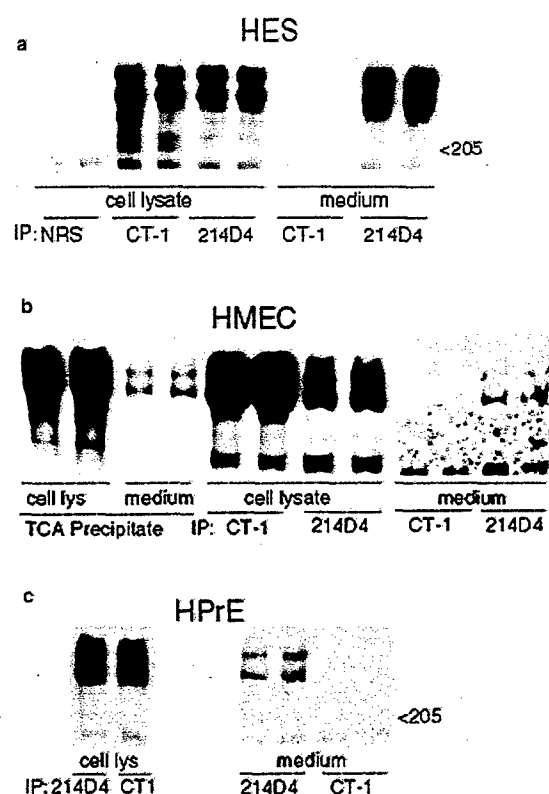 HES
a
<205
cell lysate medium
IP: NRS CT-1 214D4 CT-1 214D4
b
HMEC
cell lys medium cell lysate medium
TCA Precipitate IP: CT-1 214D4 CT-1 214D4
c
HPrE
<205
cell lys medium
IP: 214D4 CT1 214D4 CT-1